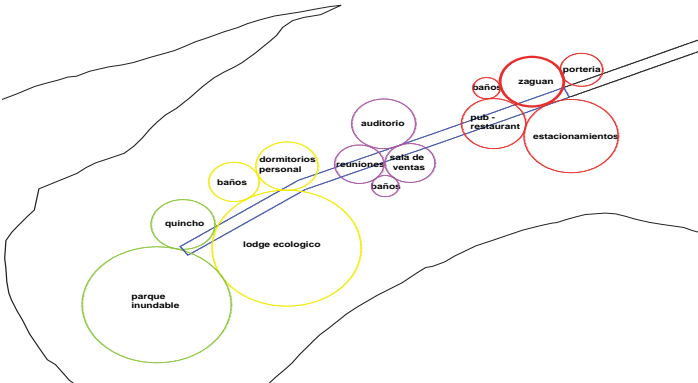 porteria
zaguan
baños
pub -
restaurant
estacionamientos
auditorio
reuniones
sala de
ventas
baños
dormitorios
personal
baños
quincho
lodge ecologico
parque
inundable